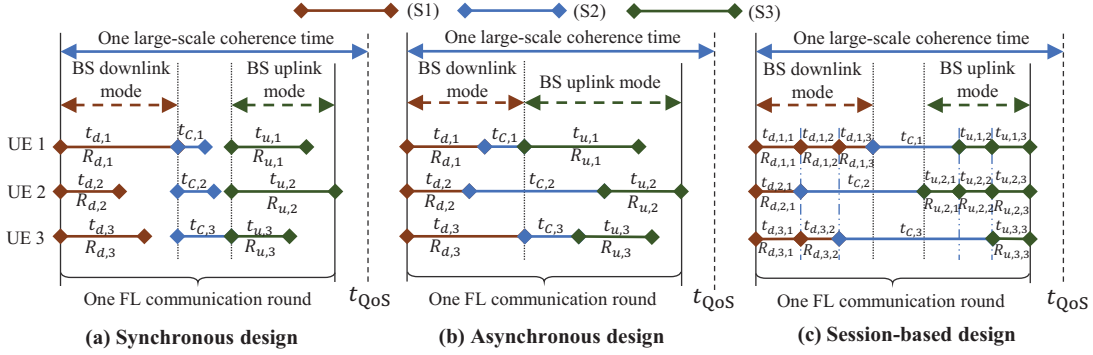 (S1) (S2) (S3)
One large-scale coherence time
BS downlink mode
BS uplink mode
UE 1
t_{d,1}
R_{d,1}
t_{C,1}
t_{u,1}
R_{u,1}
UE 2
t_{d,2}
R_{d,2}
t_{C,2}
t_{u,2}
R_{u,2}
UE 3
t_{d,3}
R_{d,3}
t_{C,3}
t_{u,3}
R_{u,3}
One FL communication round
t_{QoS}
(a) Synchronous design
One large-scale coherence time
BS downlink mode
BS uplink mode
t_{d,1}
R_{d,1}
t_{C,1}
t_{u,1}
R_{u,1}
t_{d,2}
R_{d,2}
t_{C,2}
t_{u,2}
R_{u,2}
t_{d,3}
R_{d,3}
t_{C,3}
t_{u,3}
R_{u,3}
One FL communication round
t_{QoS}
(b) Asynchronous design
One large-scale coherence time
BS downlink mode
BS uplink mode
t_{d,1,1} t_{d,1,2} t_{d,1,3}
R_{d,1,1} R_{d,1,2} R_{d,1,3}
t_{C,1}
t_{u,1,2} t_{u,1,3}
t_{d,2,1}
R_{d,2,1}
t_{C,2}
t_{u,2,1} t_{u,2,2} t_{u,2,3}
R_{u,2,1} R_{u,2,2} R_{u,2,3}
t_{d,3,1} t_{d,3,2}
R_{d,3,1} R_{d,3,2}
t_{C,3}
t_{u,3,3}
R_{u,3,3}
One FL communication round
t_{QoS}
(c) Session-based design